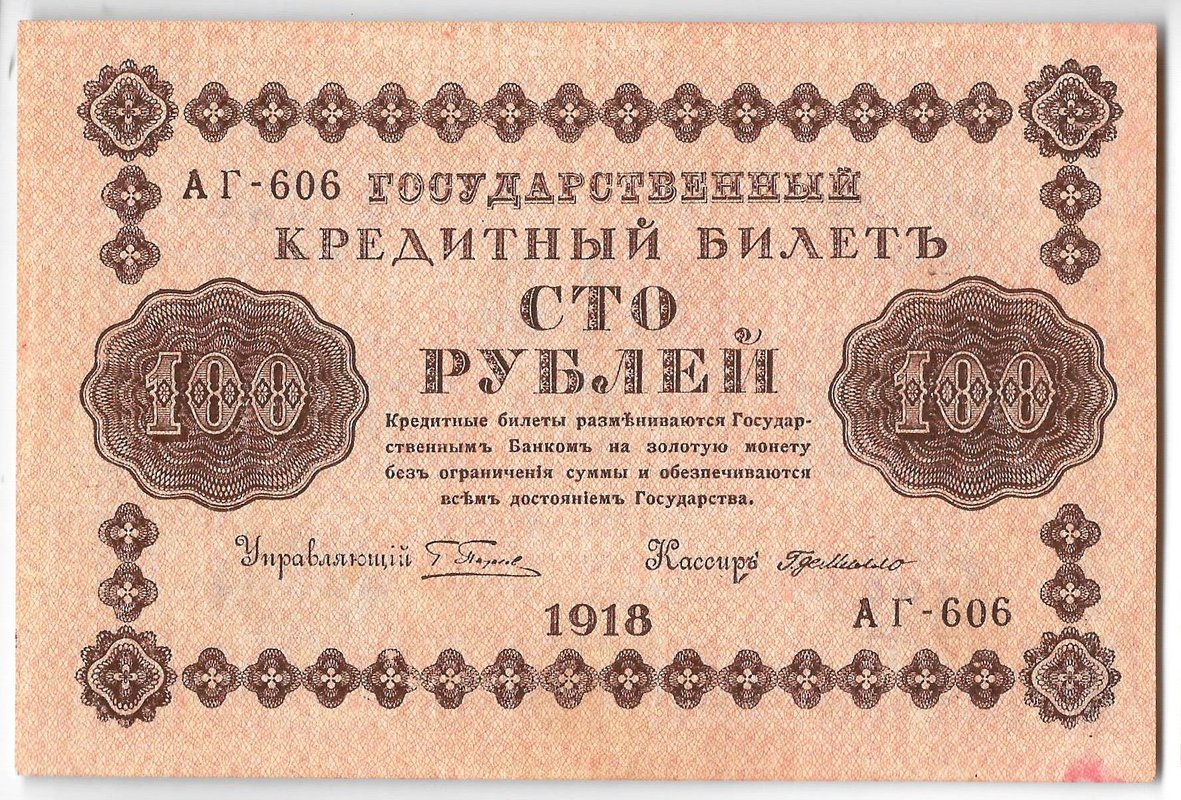 АГ-606 ГОСУДАРСТВЕННЫЙ
КРЕДИТНЫЙ БИЛЕТЪ
СТО
РУБЛЕЙ
100
100
Кредитные билеты размѣниваются Государ-
ственнымъ Банкомъ на золотую монету
безъ ограниченія суммы и обезпечиваются
всѣмъ достояніемъ Государства.
Управляющій
Кассиръ
1918
АГ-606